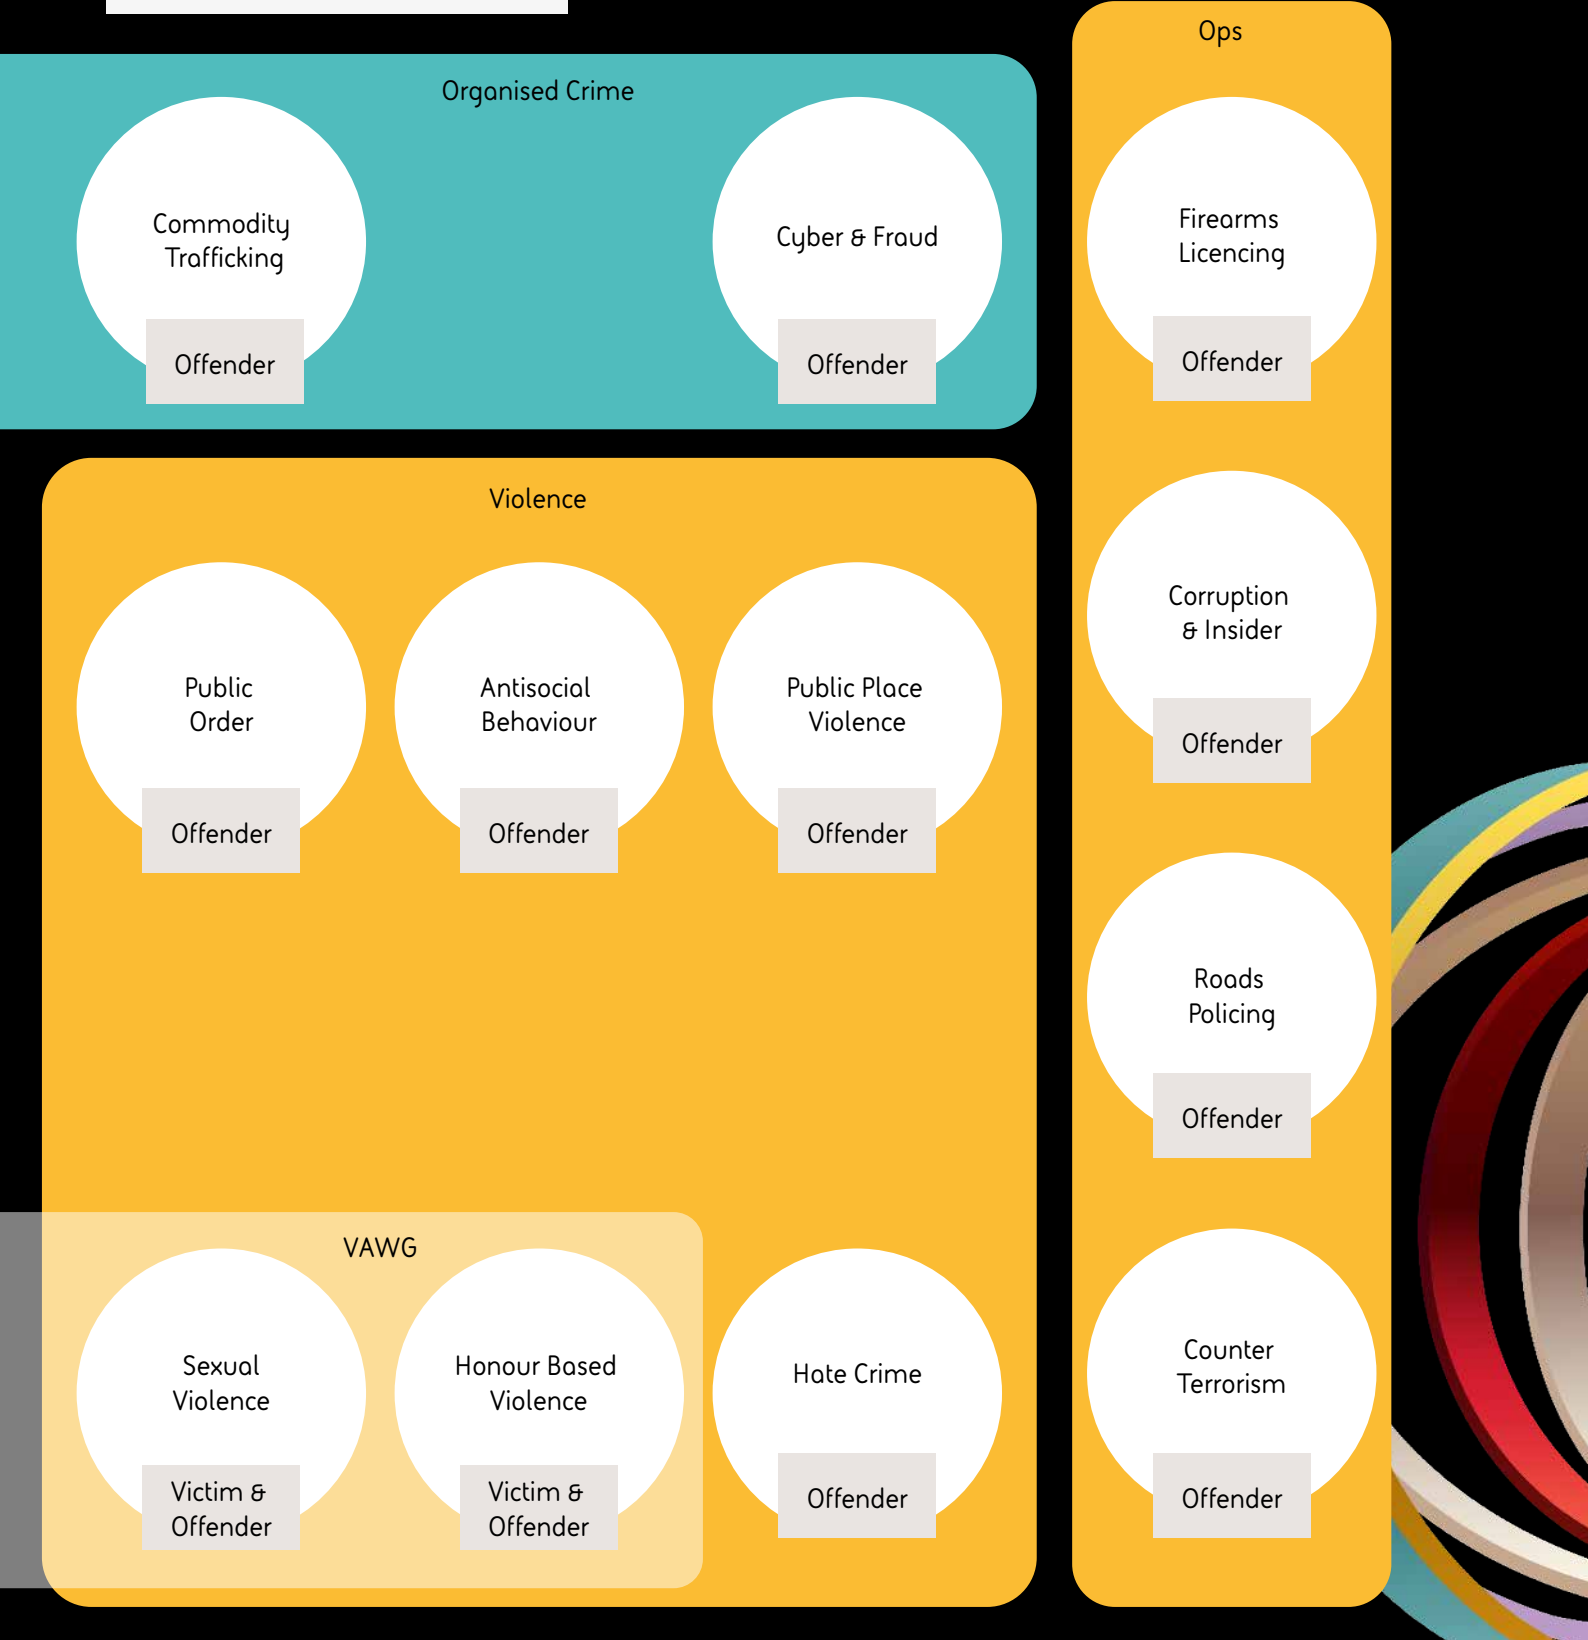 Ops
Organised Crime
Commodity
Trafficking
Offender
Cyber & Fraud
Offender
Firearms
Licencing
Offender
Violence
Public
Order
Offender
Antisocial
Behaviour
Offender
Public Place
Violence
Offender
Corruption
& Insider
Offender
Roads
Policing
Offender
VAWG
Sexual
Violence
Victim &
Offender
Honour Based
Violence
Victim &
Offender
Hate Crime
Offender
Counter
Terrorism
Offender